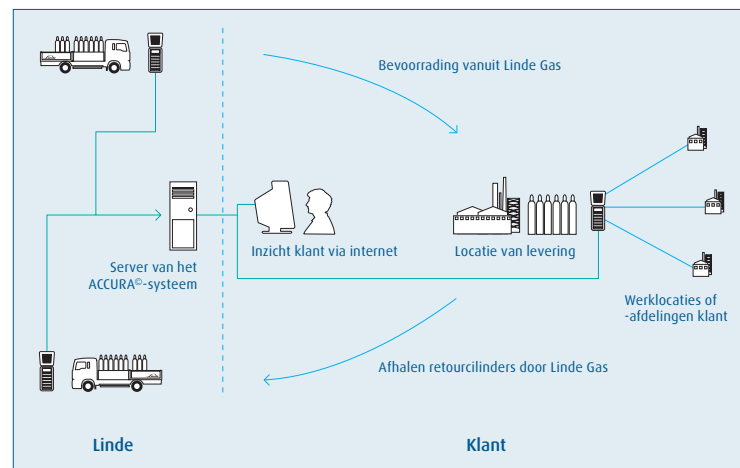 Bevoorrading vanuit Linde Gas
Inzicht klant via internet
Locatie van levering
Server van het
ACCURA©-systeem
Werklocaties of
-afdelingen klant
Afhalen retourcilinders door Linde Gas
Linde
Klant